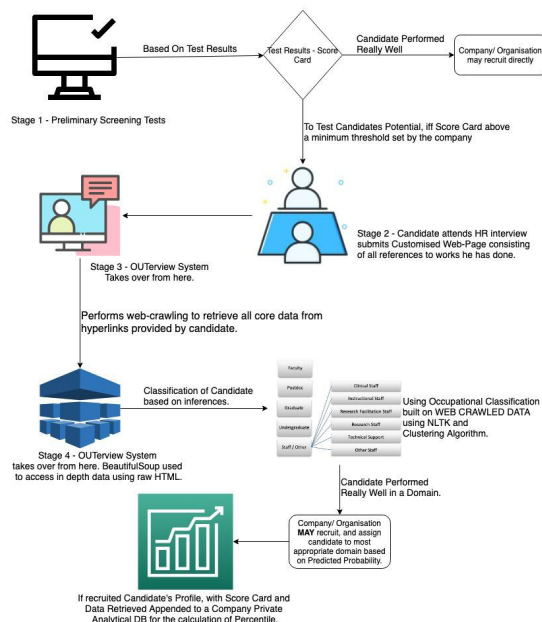 Based On Test Results
Test Results - Score
Card
Candidate Performed
Really Well
Company/ Organisation
may recruit directly
Stage 1 - Preliminary Screening Tests
To Test Candidates Potential, iff Score Card above
a minimum threshold set by the company
Stage 2 - Candidate attends HR interview
submits Customised Web-Page consisting
of all references to works he has done.
Stage 3 - OUTerview System
Takes over from here.
Performs web-crawling to retrieve all core data from
hyperlinks provided by candidate.
Classification of Candidate
based on inferences.
Faculty
Postdoc
Graduate
Undergraduate
Staff / Other
Clinical Staff
Instructional Staff
Research Facilitation Staff
Research Staff
Technical Support
Other Staff
Using Occupational Classification
built on WEB CRAWLED DATA
using NLTK and
Clustering Algorithm.
Stage 4 - OUTerview System
takes over from here. BeautifulSoup used
to access in depth data using raw HTML.
Candidate Performed
Really Well in a Domain.
Company/ Organisation
MAY recruit, and assign
candidate to most
appropriate domain based
on Predicted Probability.
If recruited Candidate's Profile, with Score Card and
Data Retrieved Appended to a Company Private
Analytical DB for the calculation of Percentile.